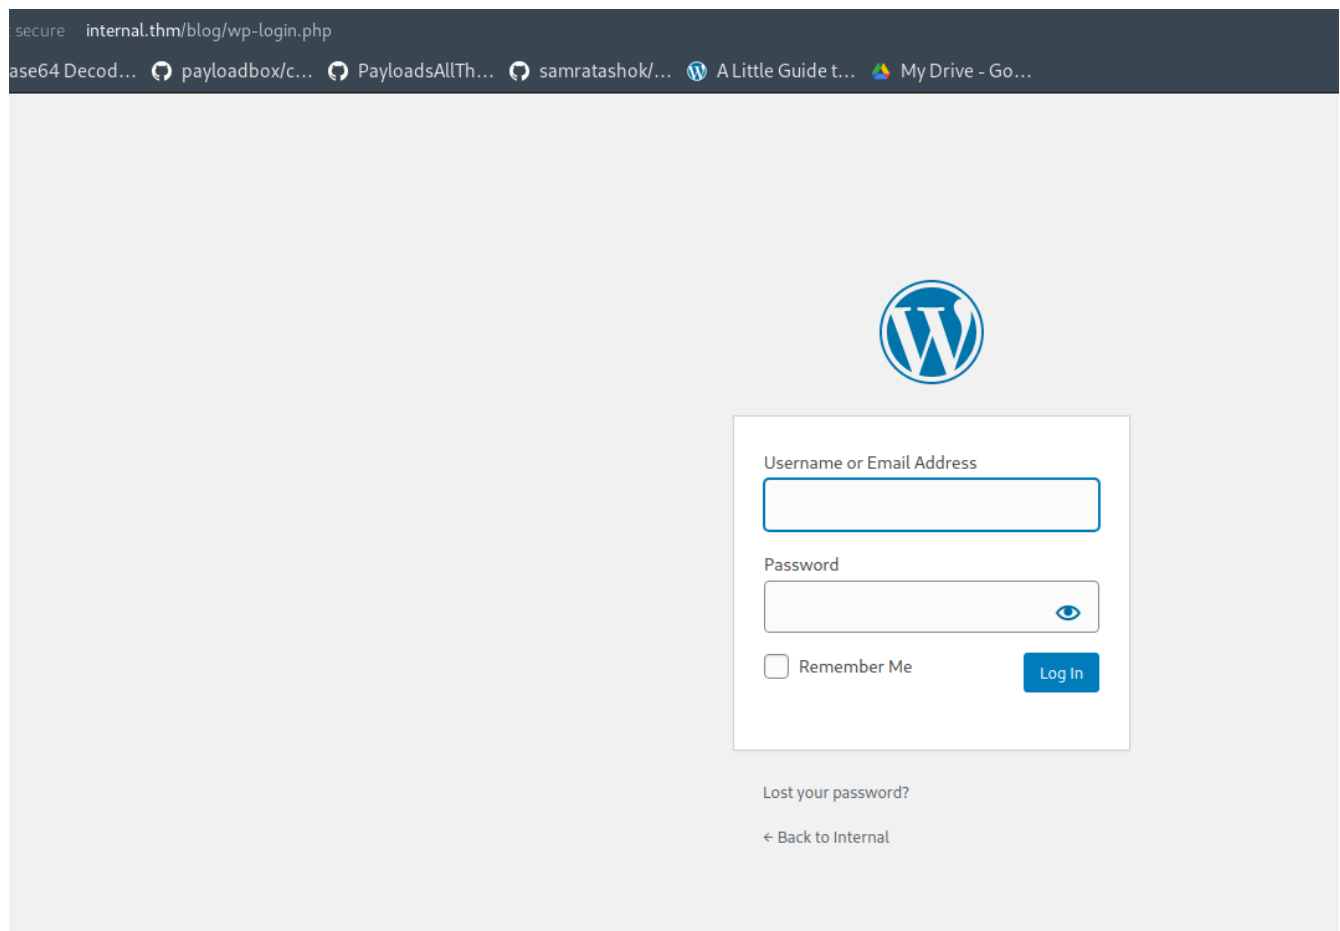 secure internal.thm/blog/wp-login.php
ase64 Decod... payloadbox/c... PayloadsAllTh... samratashok/... A Little Guide t... My Drive - Go...
Username or Email Address
Password
Remember Me
Log In
Lost your password?
← Back to Internal